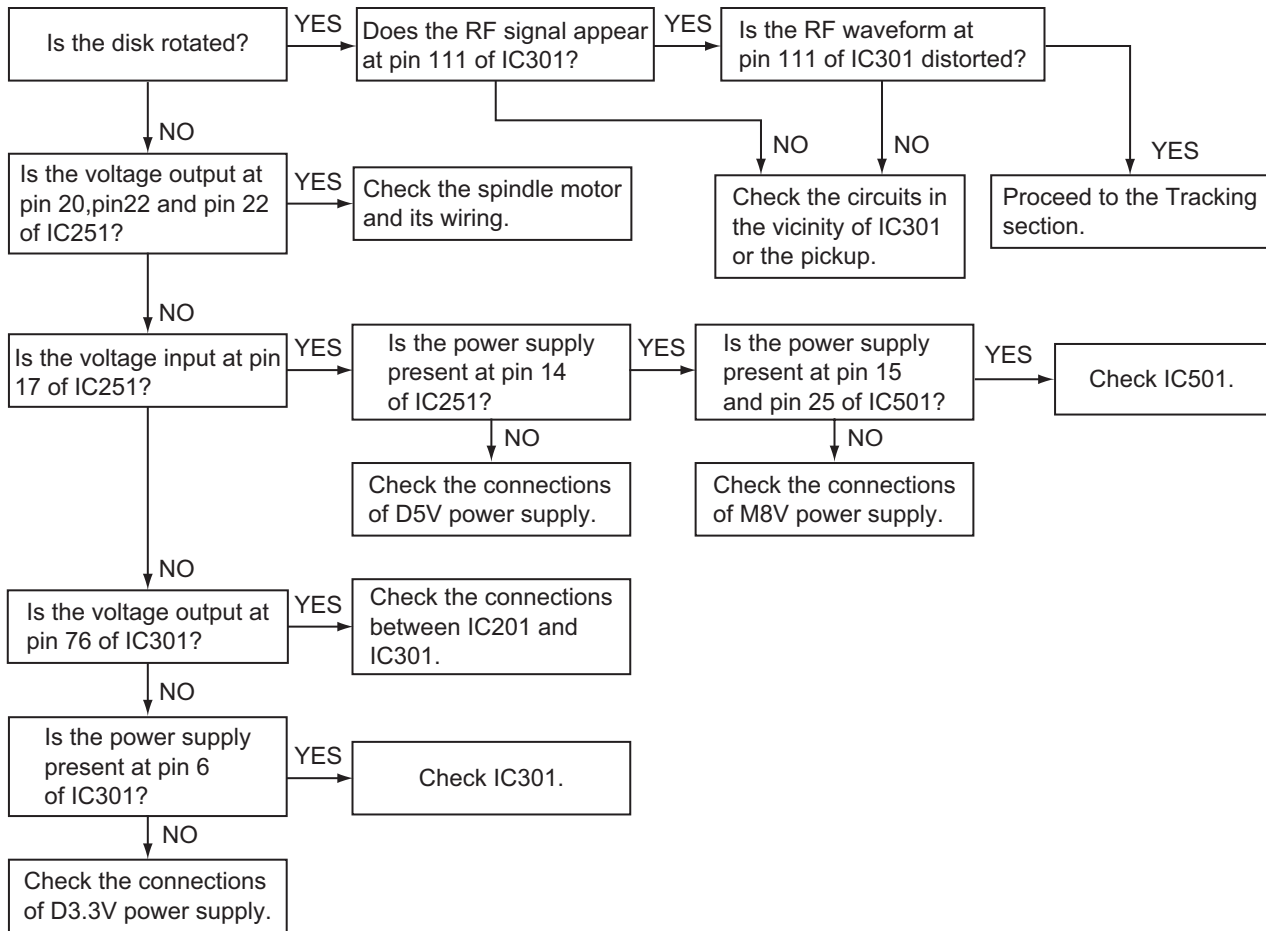 Is the disk rotated?
YES
Does the RF signal appear
at pin 111 of IC301?
YES
Is the RF waveform at
pin 111 of IC301 distorted?
NO
NO
NO
YES
Is the voltage output at
pin 20,pin22 and pin 22
of IC251?
YES
Check the spindle motor
and its wiring.
Check the circuits in
the vicinity of IC301
or the pickup.
Proceed to the Tracking
section.
NO
Is the voltage input at pin
17 of IC251?
YES
Is the power supply
present at pin 14
of IC251?
YES
Is the power supply
present at pin 15
and pin 25 of IC501?
YES
Check IC501.
NO
NO
Check the connections
of D5V power supply.
Check the connections
of M8V power supply.
NO
Is the voltage output at
pin 76 of IC301?
YES
Check the connections
between IC201 and
IC301.
NO
Is the power supply
present at pin 6
of IC301?
YES
Check IC301.
NO
Check the connections
of D3.3V power supply.